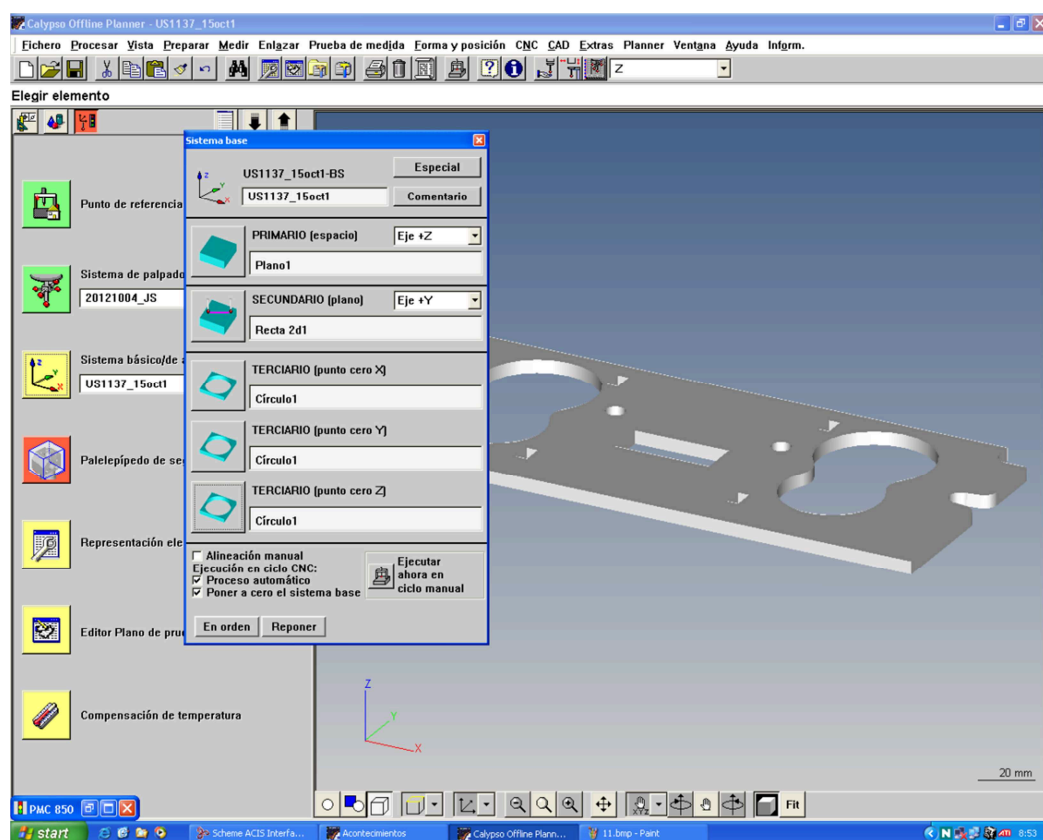 Calypso Offline Planner - US1137_15oct1
Fichero Procesar Vista Preparar Medir Enlazar Prueba de medida Forma y posición CNC CAD Extras Planner Ventana Ayuda Inform.
Z
Elegir elemento
Sistema base
US1137_15oct1-BS
Especial
US1137_15oct1
Comentario
Punto de referencia
PRIMARIO (espacio)
Eje +Z
Plano1
Sistema de palpado
20121004_JS
SECUNDARIO (plano)
Eje +Y
Recta 2d1
Sistema básico/de a
US1137_15oct1
TERCIARIO (punto cero X)
Círculo1
TERCIARIO (punto cero Y)
Círculo1
Palelepípedo de se
TERCIARIO (punto cero Z)
Círculo1
Representación ele
Alineación manual
Ejecución en ciclo CNC:
Proceso automático
Poner a cero el sistema base
Ejecutar
ahora en
ciclo manual
En orden
Reponer
Editor Plano de pru
Compensación de temperatura
Z
Y
X
20 mm
PMC 850
Fit
start
Scheme ACIS Interfa...
Acontecimientos
Calypso Offline Plann...
11.bmp - Paint
8:53